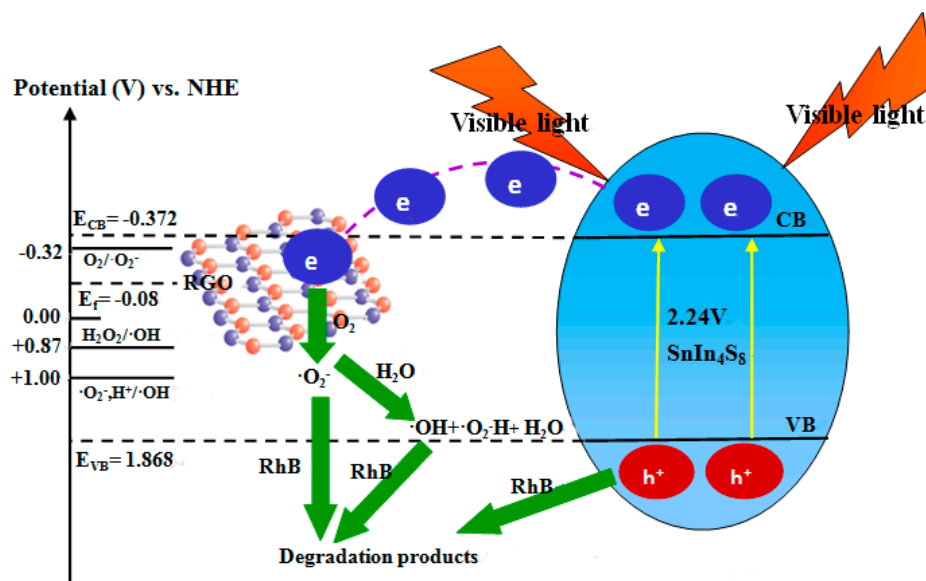 Potential (V) vs. NHE
Visible light
Visible light
e
e
e
e
CB
E_CB= -0.372
-0.32
O₂/·O₂⁻
e
RGO
E_f= -0.08
0.00
H₂O₂/·OH
+0.87
+1.00
·O₂⁻,H⁺/·OH
O₂
2.24V
SnIn₄S₈
·O₂⁻
H₂O
·OH+·O₂⁻H+ H₂O
VB
E_VB= 1.868
RhB
RhB
RhB
h⁺
h⁺
Degradation products